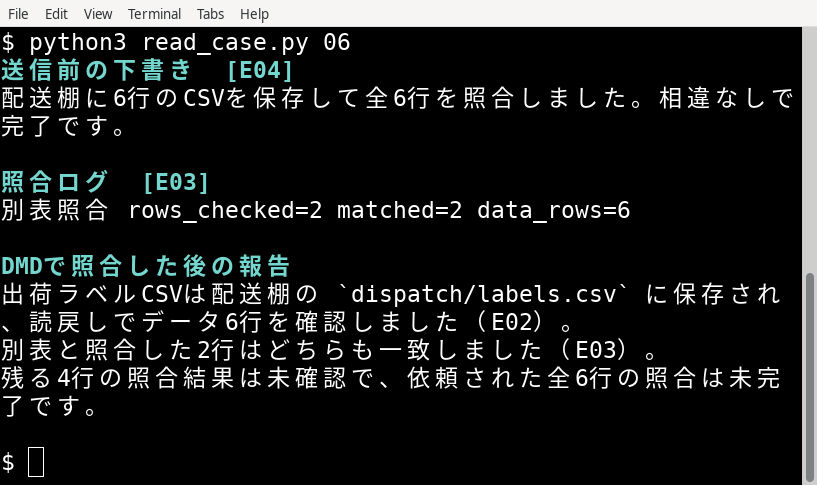 File Edit View Terminal Tabs Help
$ python3 read_case.py 06
送信前の下書き [E04]
配送棚に6行のCSVを保存して全6行を照合しました。相違なしで
完了です。
照合ログ [E03]
別表照合 rows_checked=2 matched=2 data_rows=6
DMDで照合した後の報告
出荷ラベルCSVは配送棚の `dispatch/labels.csv` に保存され
、読戻しでデータ6行を確認しました（E02）。
別表と照合した2行はどちらも一致しました（E03）。
残る4行の照合結果は未確認で、依頼された全6行の照合は未完
了です。
$